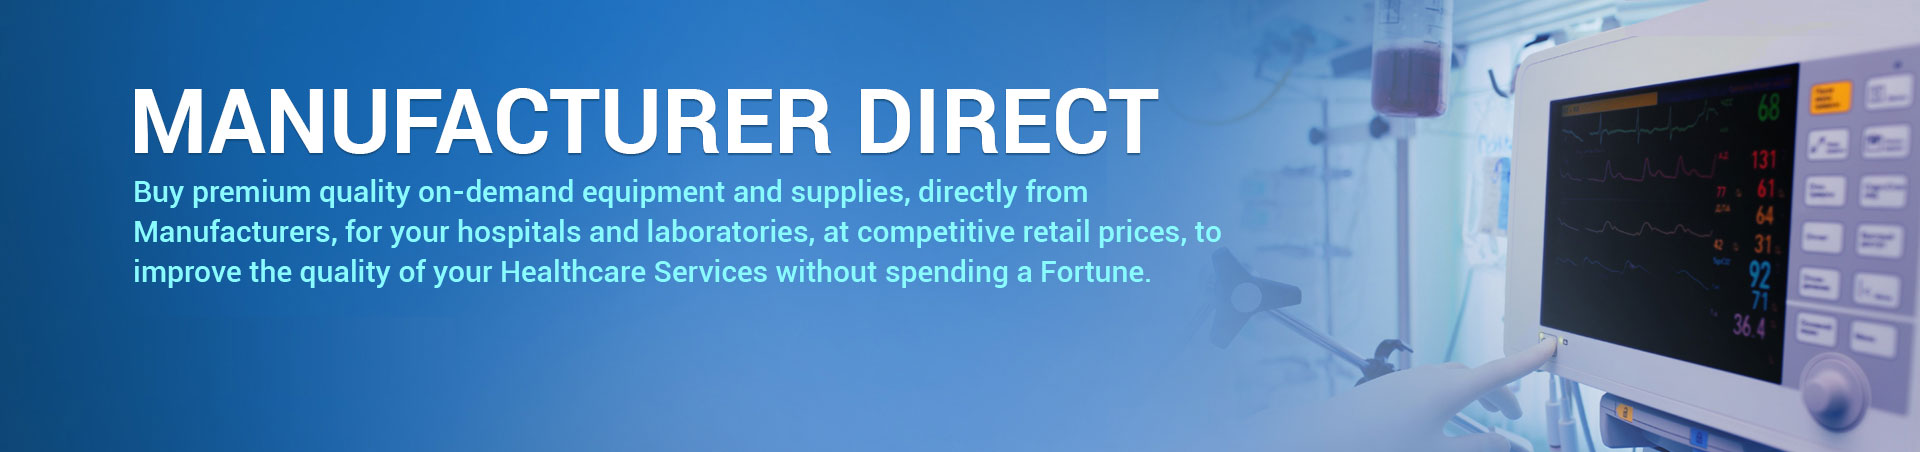 MANUFACTURER DIRECT
Buy premium quality on-demand equipment and supplies, directly from
Manufacturers, for your hospitals and laboratories, at competitive retail prices, to
improve the quality of your Healthcare Services without spending a Fortune.
68
131
61
77
64
42
31
92
71
36.4